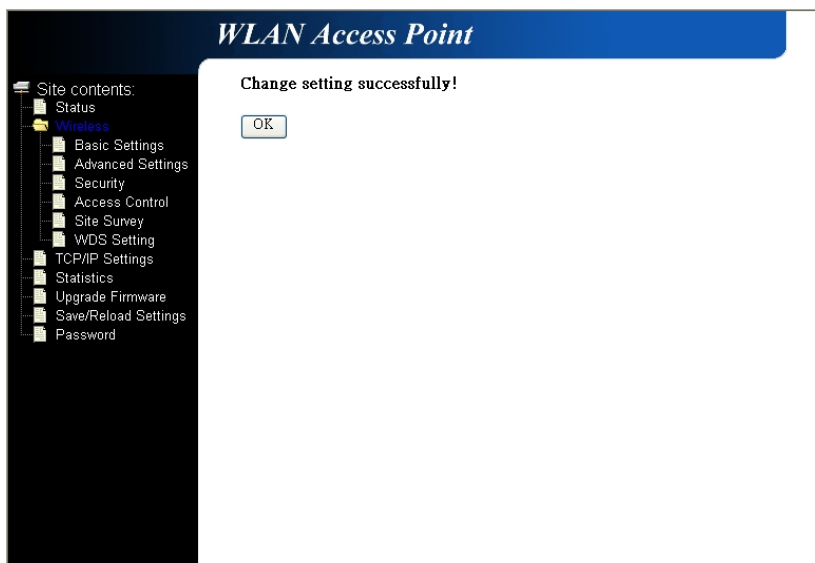 WLAN Access Point
Site contents:
Status
Wireless
Basic Settings
Advanced Settings
Security
Access Control
Site Survey
WDS Setting
TCP/IP Settings
Statistics
Upgrade Firmware
Save/Reload Settings
Password
Change setting successfully!
OK